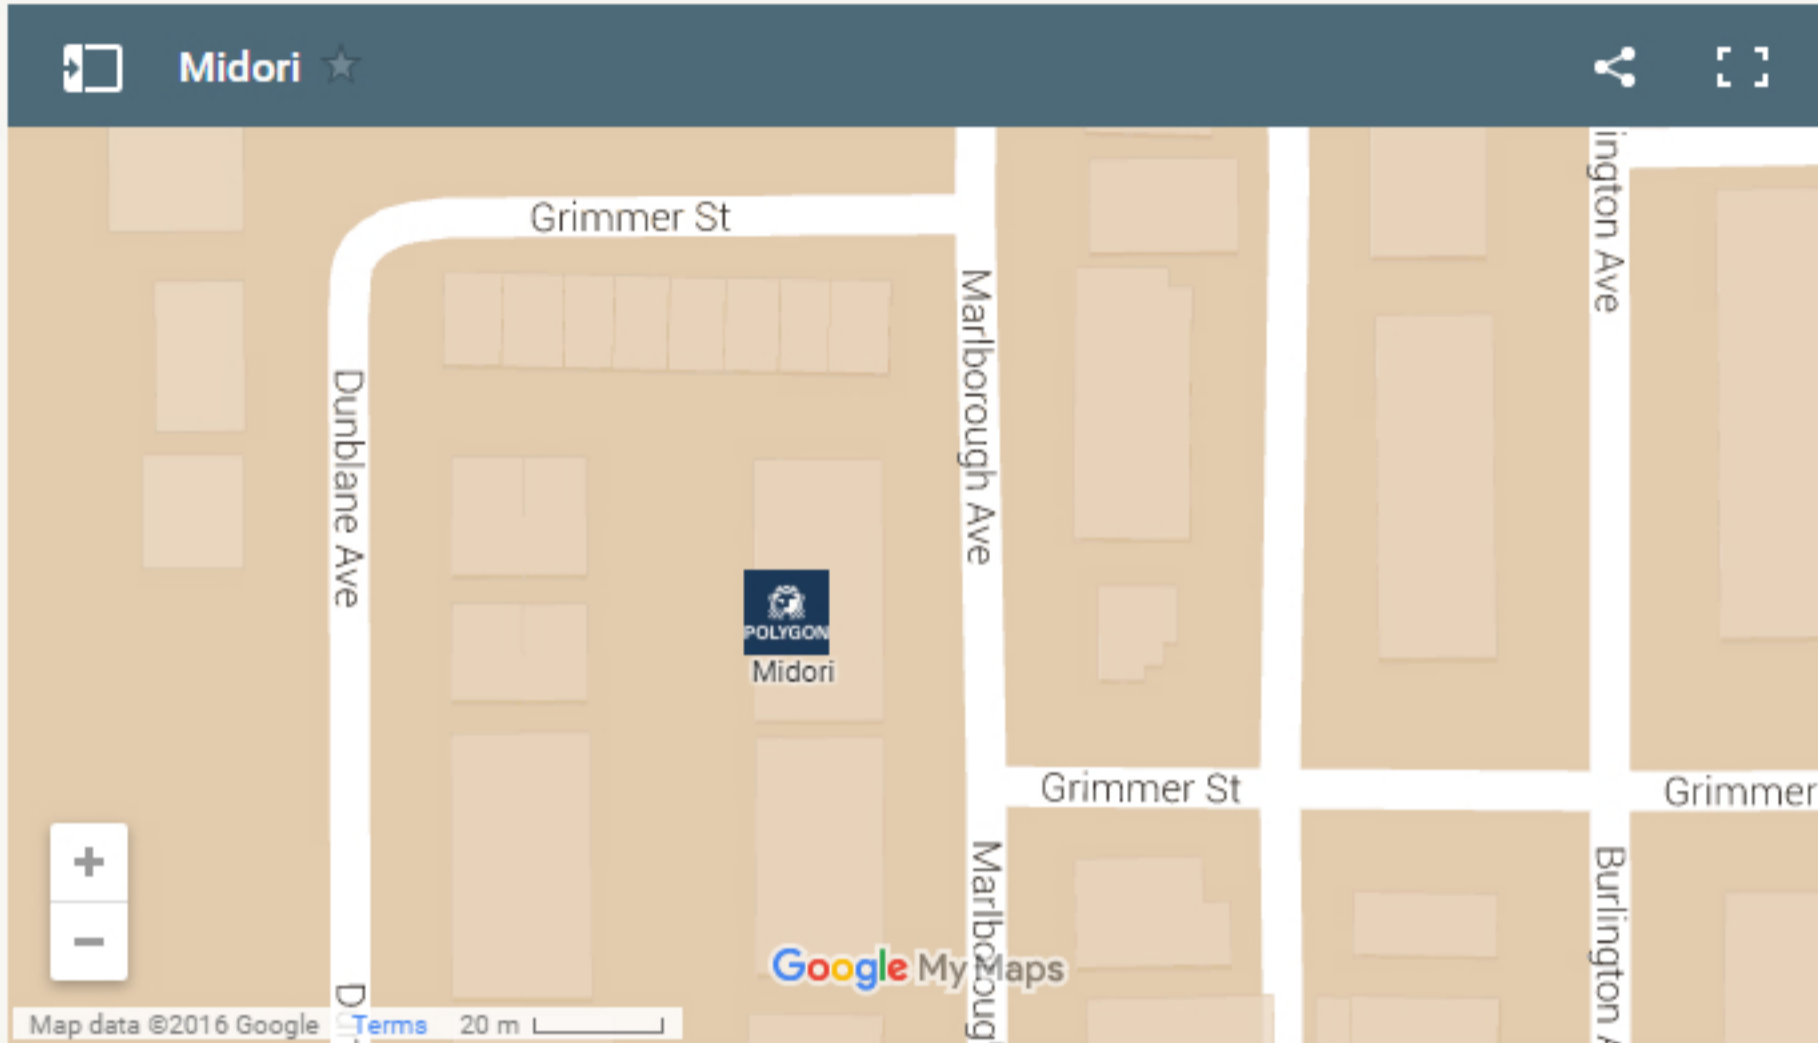 Midori
ington Ave
Grimmer St
Marlborough Ave
Dunblane Ave
POLYGON
Midori
Grimmer St
Grimmer
Marlboroug
Burlington A
Google My Maps
D
Map data ©2016 Google
Terms
20 m